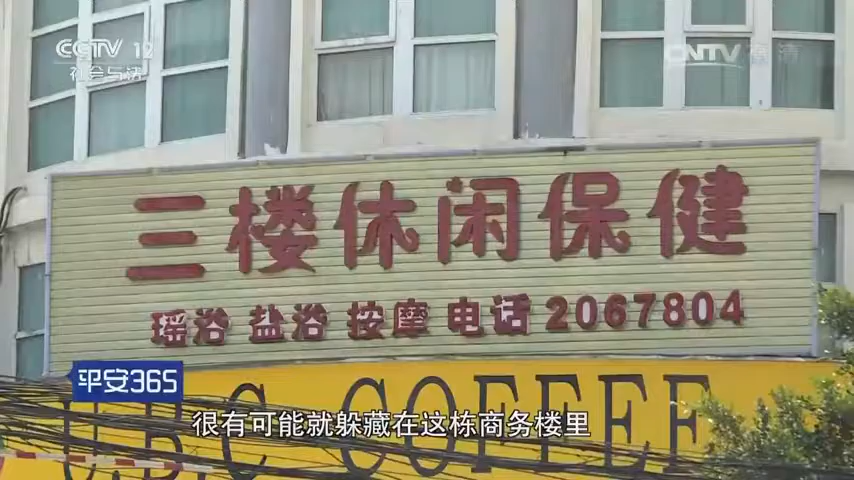 CCTV 12
社会与法
CNTV 高清
三楼休闲保健
瑶浴 盐浴 按摩 电话 2067804
平安365
U.B.C COFFEE
很有可能就躲藏在这栋商务楼里